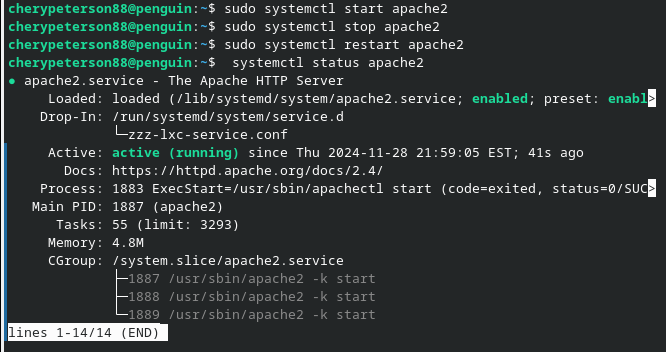 cherypeterson88@penguin:~$ sudo systemctl start apache2
cherypeterson88@penguin:~$ sudo systemctl stop apache2
cherypeterson88@penguin:~$ sudo systemctl restart apache2
cherypeterson88@penguin:~$  systemctl status apache2
● apache2.service - The Apache HTTP Server
     Loaded: loaded (/lib/systemd/system/apache2.service; enabled; preset: enabl>
    Drop-In: /run/systemd/system/service.d
             └─zzz-lxc-service.conf
     Active: active (running) since Thu 2024-11-28 21:59:05 EST; 41s ago
       Docs: https://httpd.apache.org/docs/2.4/
    Process: 1883 ExecStart=/usr/sbin/apachectl start (code=exited, status=0/SUC>
   Main PID: 1887 (apache2)
      Tasks: 55 (limit: 3293)
     Memory: 4.8M
     CGroup: /system.slice/apache2.service
             ├─1887 /usr/sbin/apache2 -k start
             ├─1888 /usr/sbin/apache2 -k start
             └─1889 /usr/sbin/apache2 -k start
lines 1-14/14 (END)